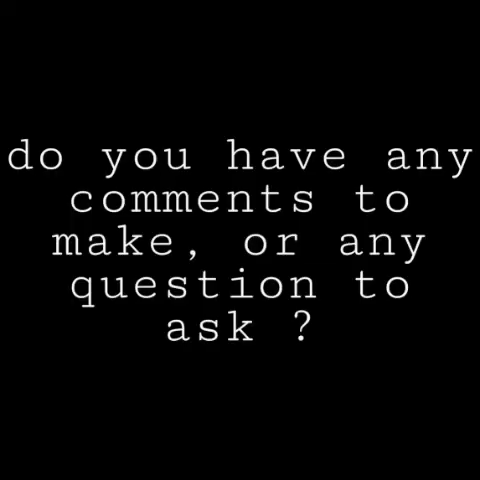 do you have any
comments to
make, or any
question to
ask ?